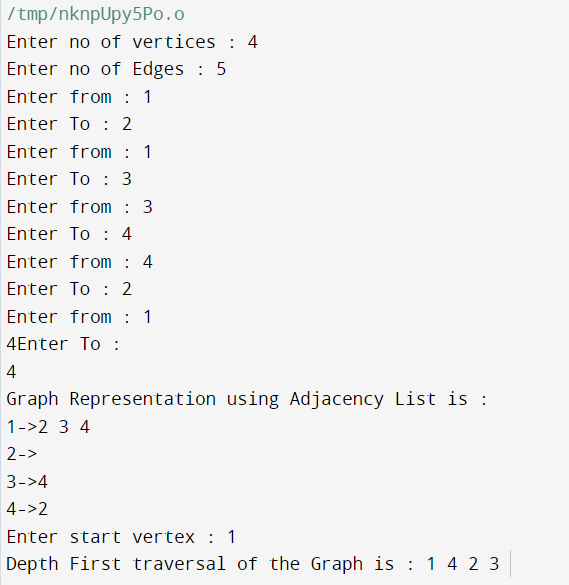 /tmp/nknpUpy5Po.o
Enter no of vertices : 4
Enter no of Edges : 5
Enter from : 1
Enter To : 2
Enter from : 1
Enter To : 3
Enter from : 3
Enter To : 4
Enter from : 4
Enter To : 2
Enter from : 1
4Enter To :
4
Graph Representation using Adjacency List is :
1->2 3 4
2->
3->4
4->2
Enter start vertex : 1
Depth First traversal of the Graph is : 1 4 2 3